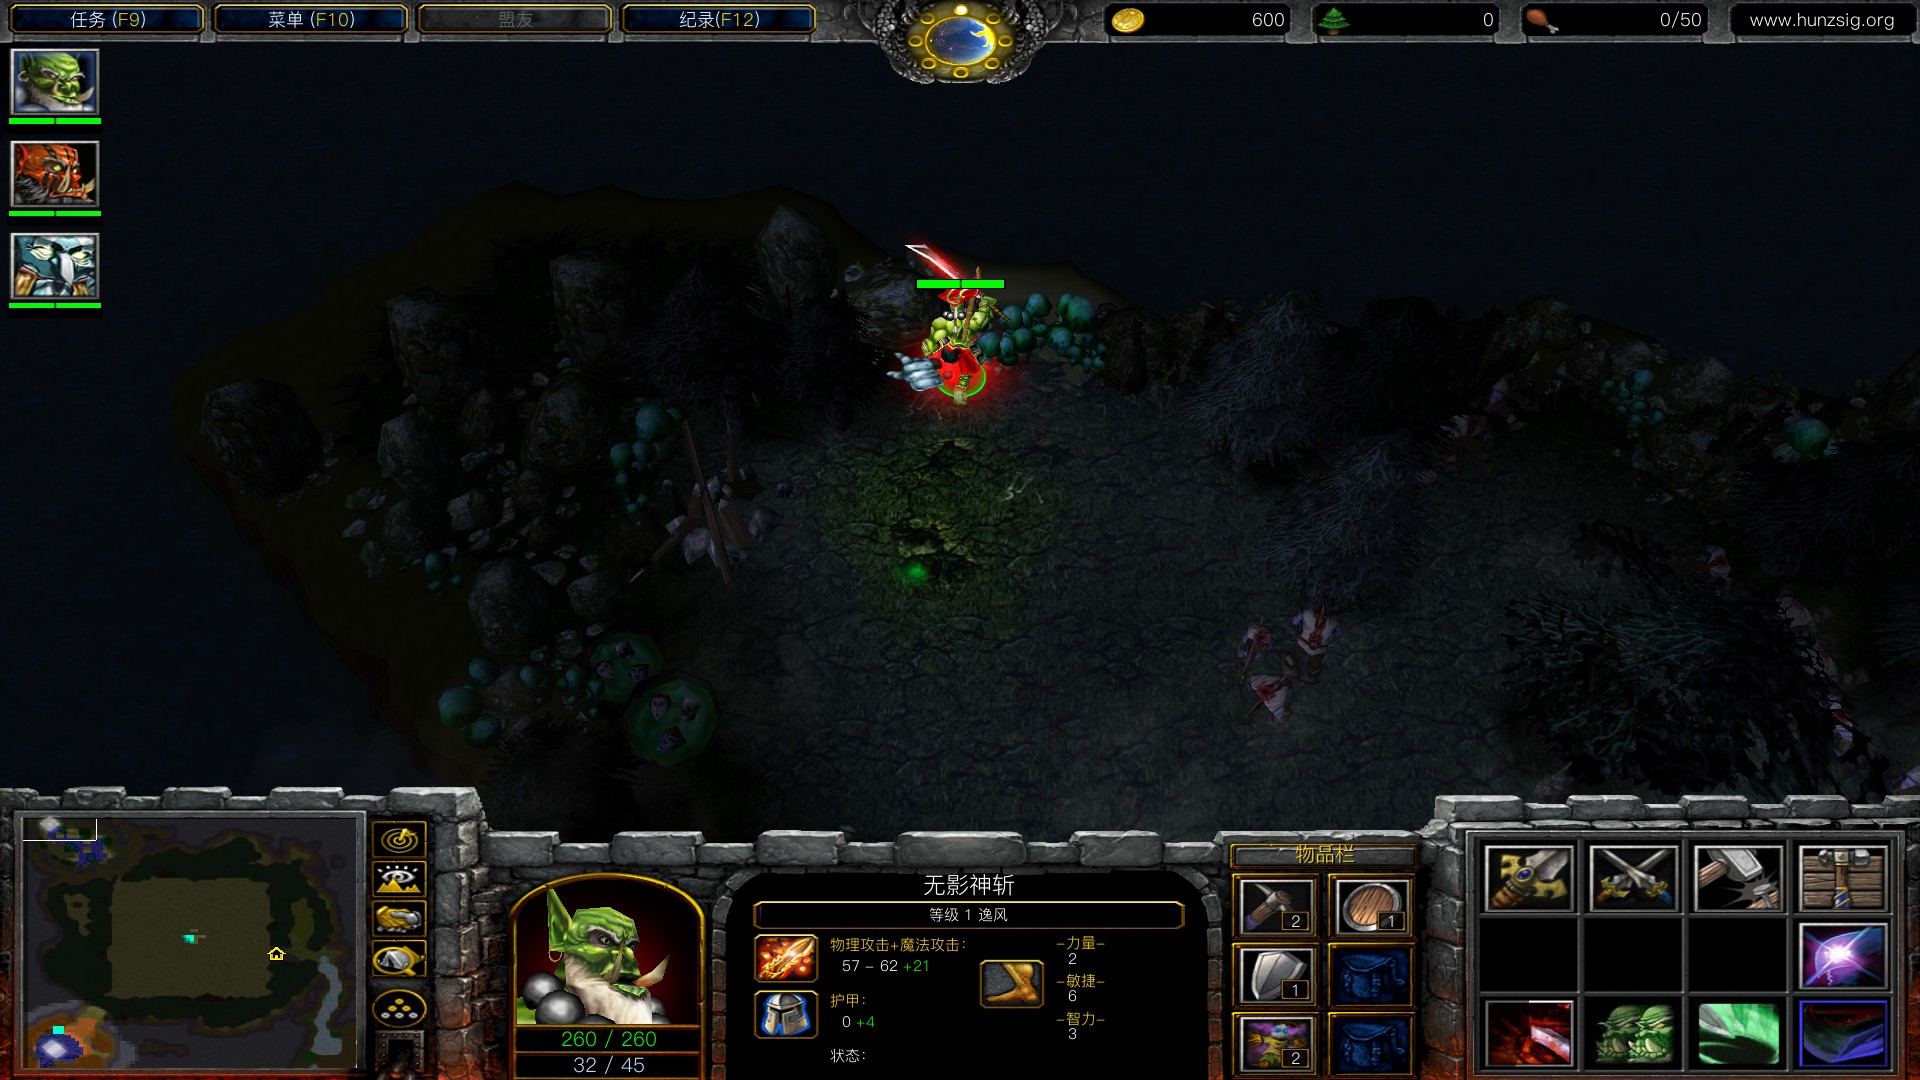 任务 (F9)
菜单 (F10)
盟友
纪录(F12)
600
0
0/50
www.hunzsig.org
无影神斩
等级 1 逸风
物理攻击+魔法攻击:
57 – 62 +21
护甲:
0 +4
状态:
–力量–
2
–敏捷–
6
–智力–
3
260 / 260
32 / 45
物品栏
2
1
1
2